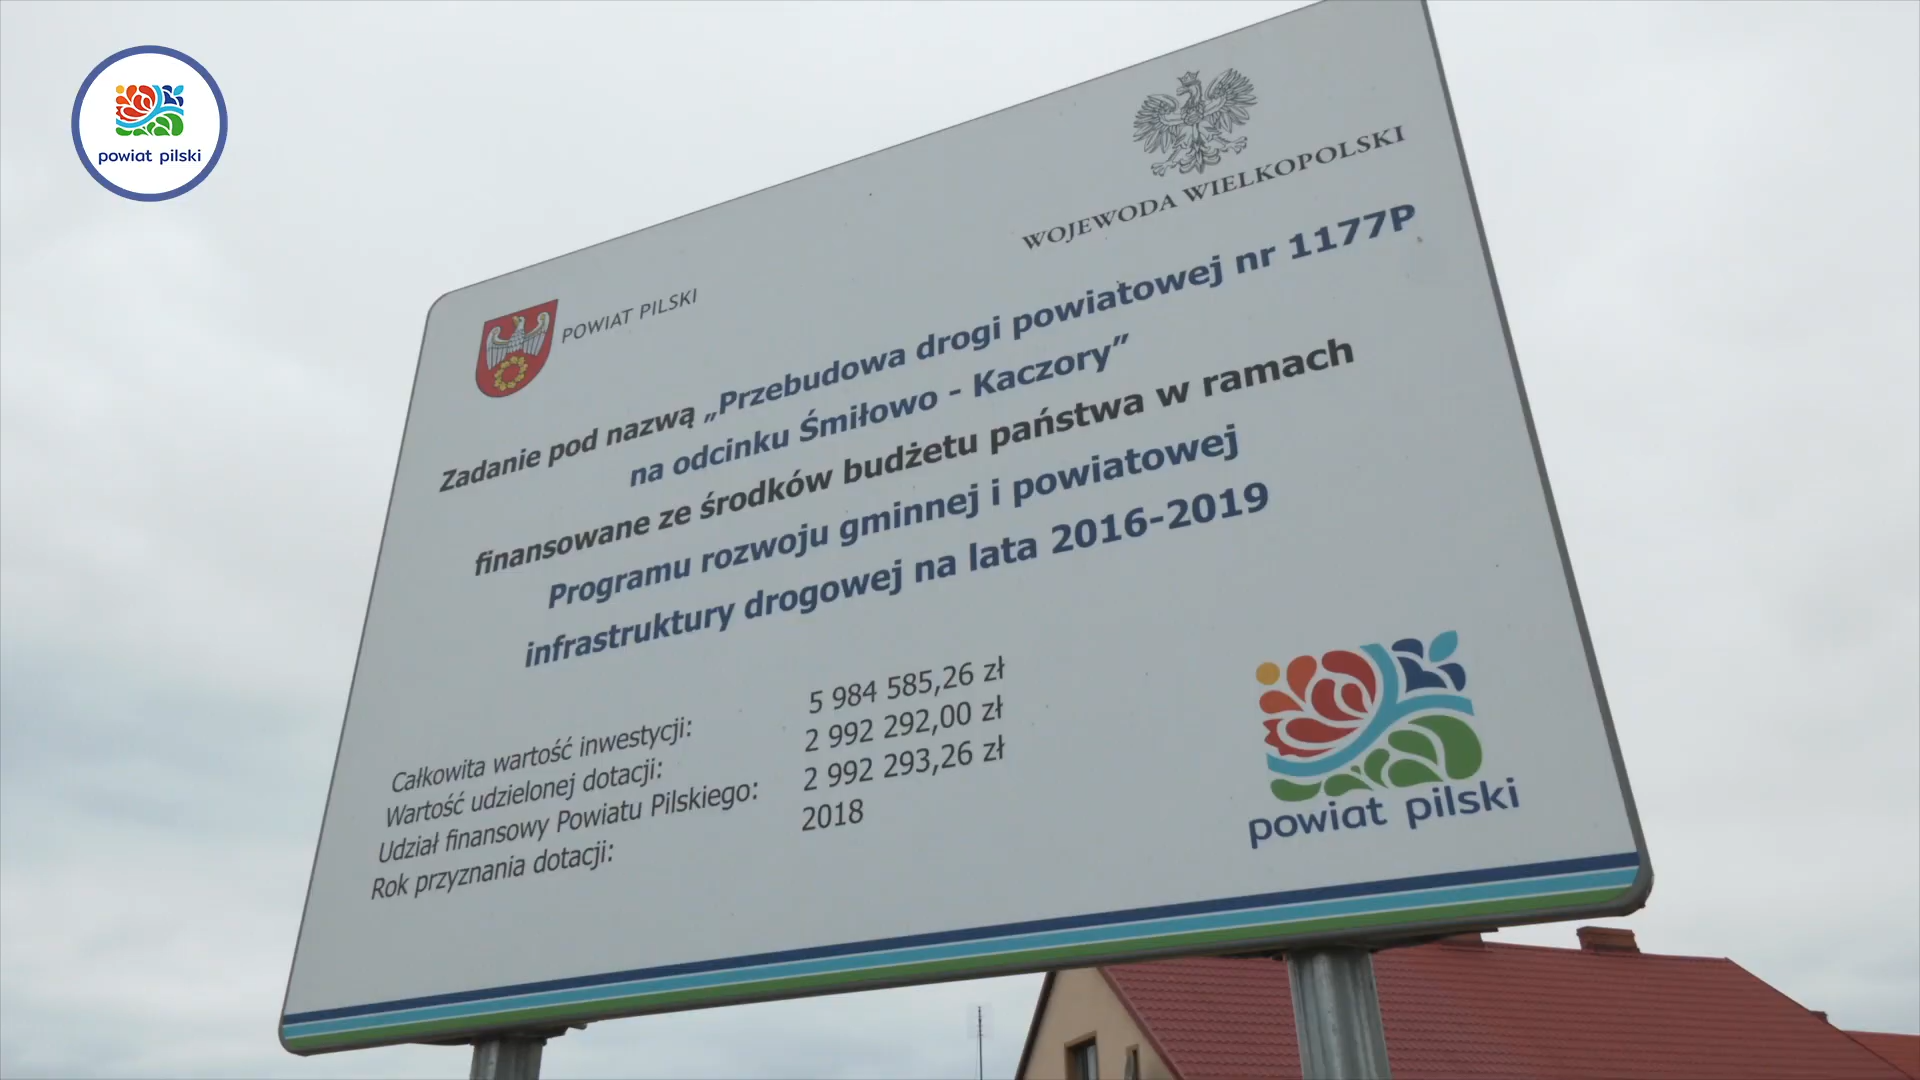 powiat pilski
WOJEWODA WIELKOPOLSKI
POWIAT PILSKI
Zadanie pod nazwą „Przebudowa drogi powiatowej nr 1177P
na odcinku Śmiłowo - Kaczory”
finansowane ze środków budżetu państwa w ramach
Programu rozwoju gminnej i powiatowej
infrastruktury drogowej na lata 2016-2019
Całkowita wartość inwestycji: 5 984 585,26 zł
Wartość udzielonej dotacji: 2 992 292,00 zł
Udział finansowy Powiatu Pilskiego: 2 992 293,26 zł
Rok przyznania dotacji: 2018
powiat pilski